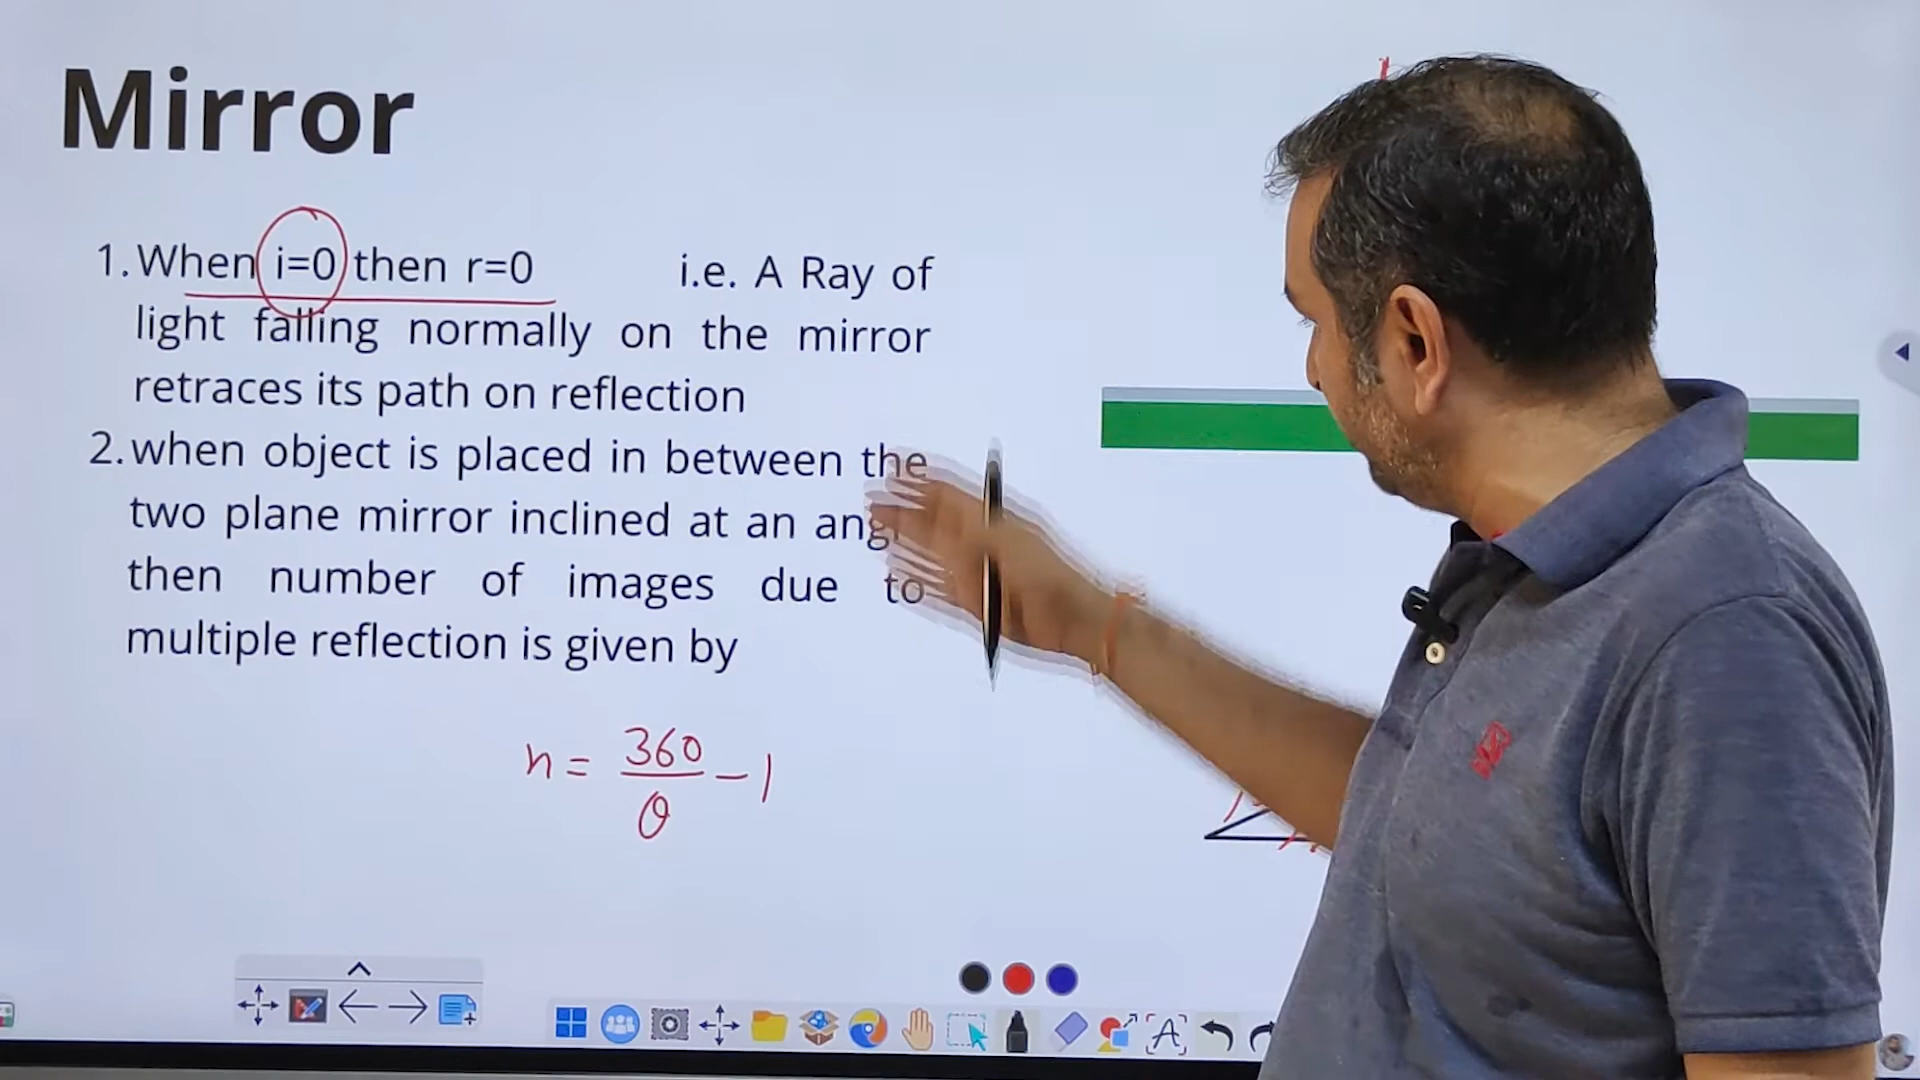 Mirror
1. When i=0 then r=0 i.e. A Ray of
light falling normally on the mirror
retraces its path on reflection
2. when object is placed in between the
two plane mirror inclined at an
then number of images due to
multiple reflection is given by
n = 360/θ - 1